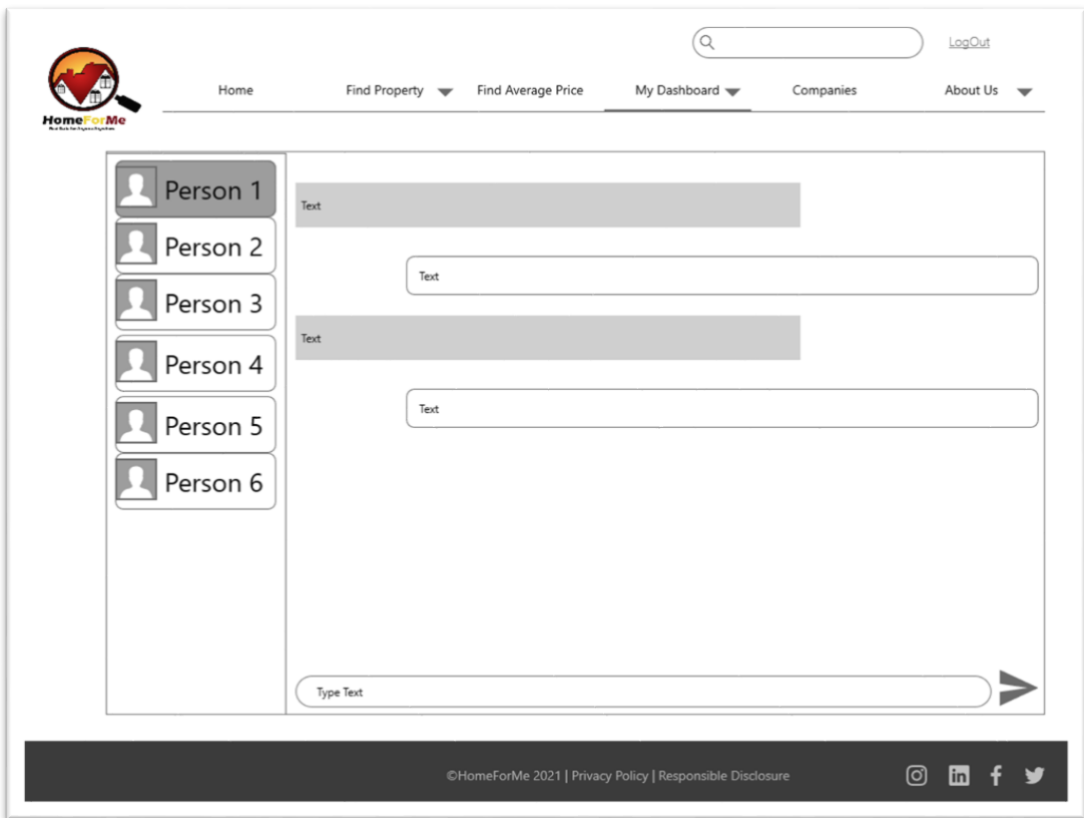 LogOut
Home Find Property Find Average Price My Dashboard Companies About Us
HomeForMe
Person 1
Person 2
Person 3
Person 4
Person 5
Person 6
Text
Text
Text
Text
Type Text
©HomeForMe 2021 | Privacy Policy | Responsible Disclosure